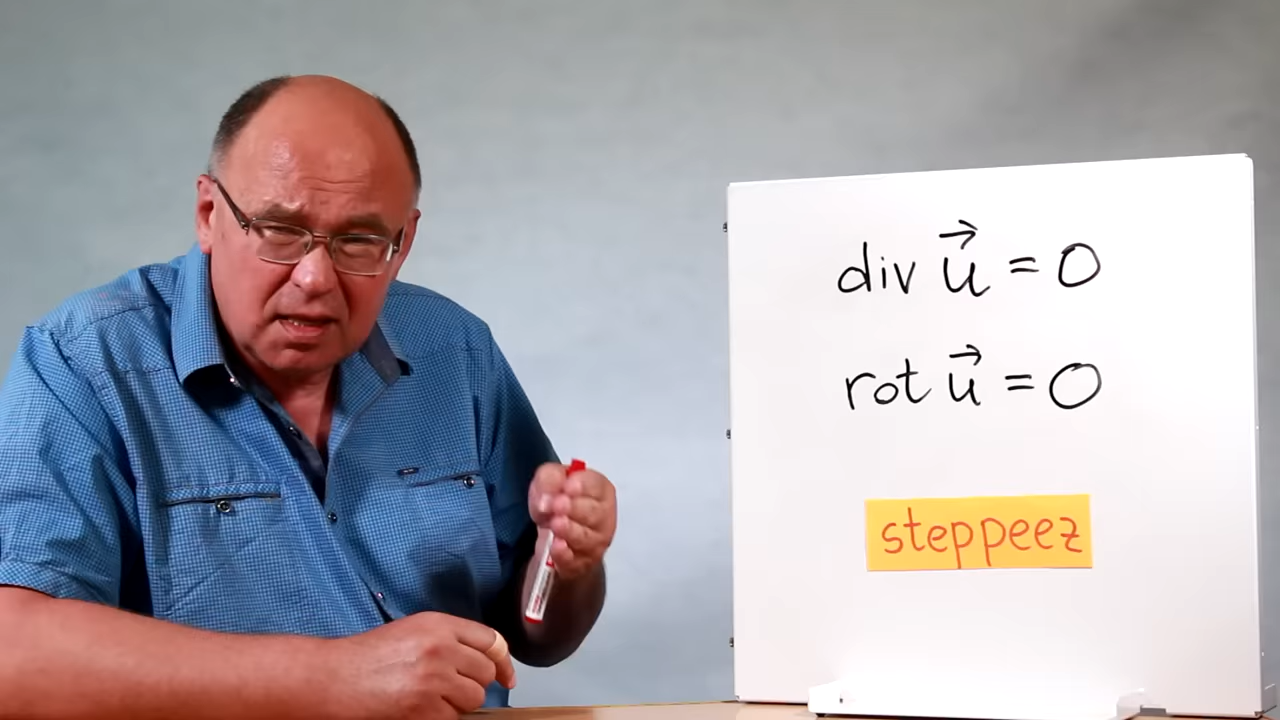 div u⃗ = 0
rot u⃗ = 0
steppeez